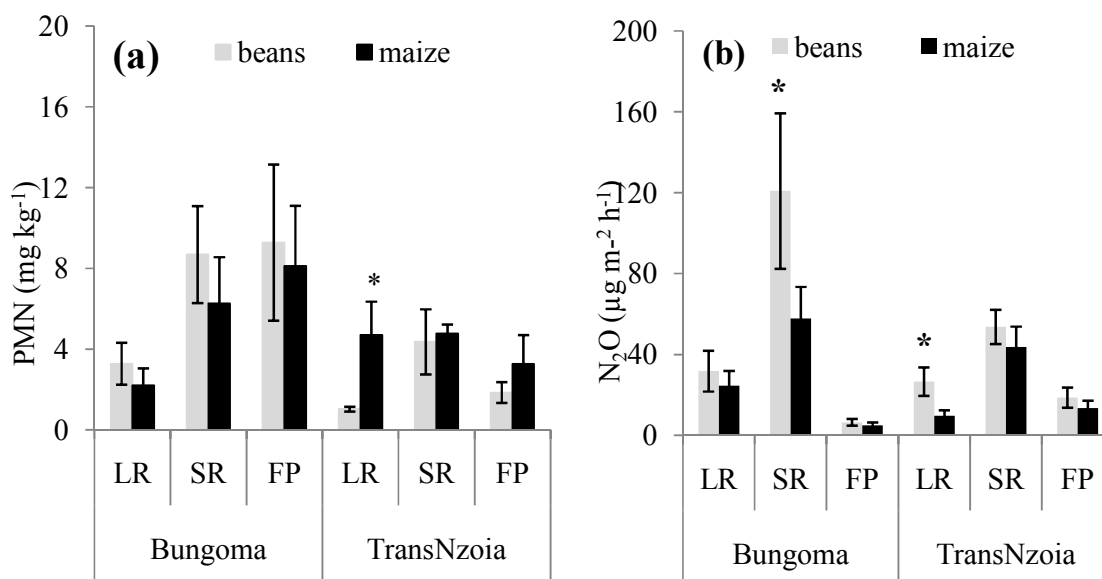 (a) beans maize
20
16
12
8
4
0
PMN (mg kg-1)
*
LR SR FP LR SR FP
Bungoma TransNzoia
(b) beans maize
200
160
120
80
40
0
N2O (µg m-2 h-1)
*
*
LR SR FP LR SR FP
Bungoma TransNzoia